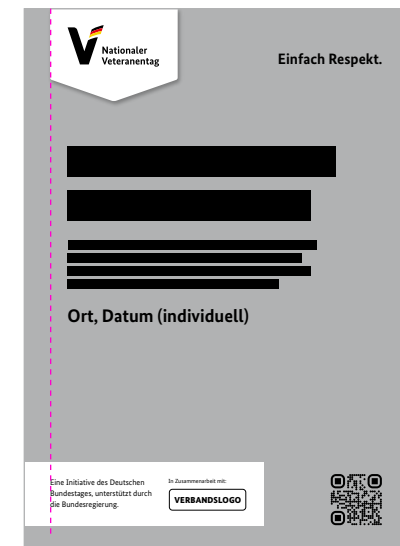 Nationaler
Veteranentag
Einfach Respekt.
Ort, Datum (individuell)
Eine Initiative des Deutschen
Bundestages, unterstützt durch
die Bundesregierung.
In Zusammenarbeit mit:
VERBANDSLOGO